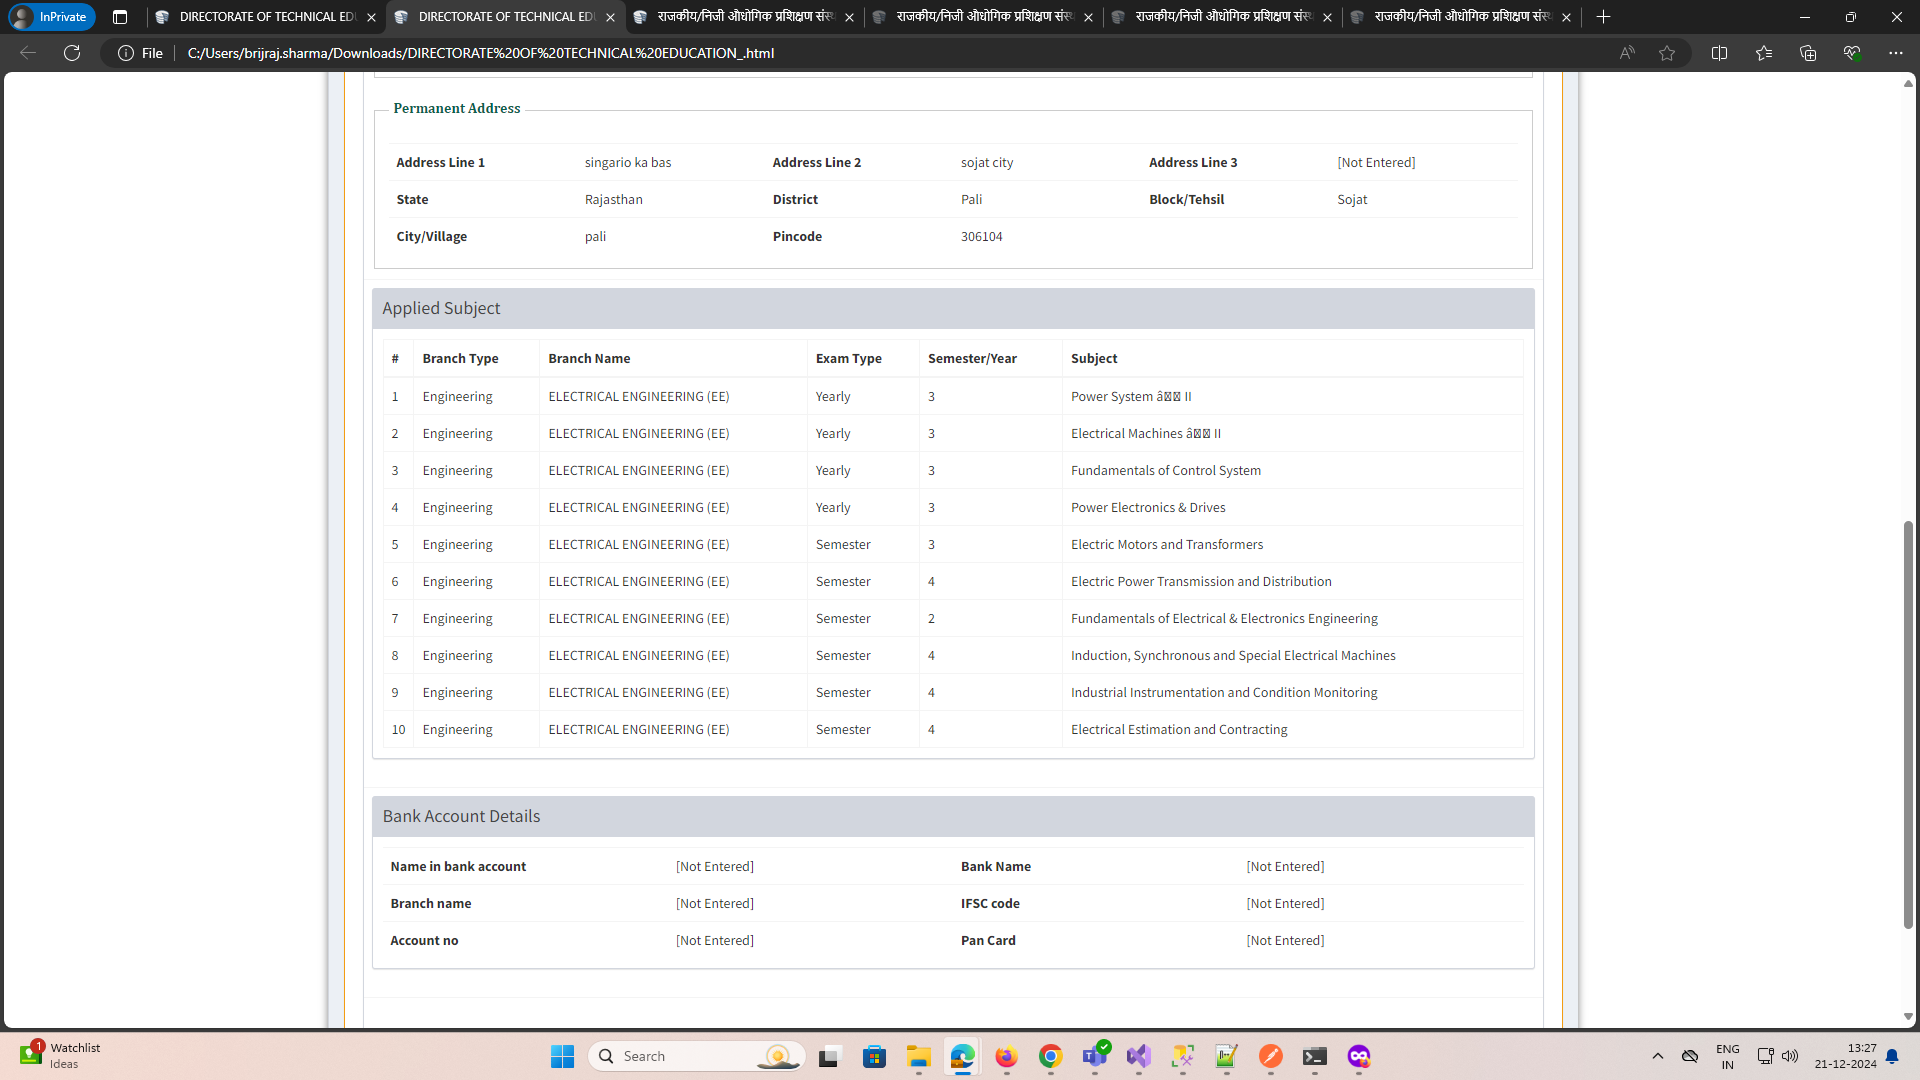 InPrivate
DIRECTORATE OF TECHNICAL EDU
DIRECTORATE OF TECHNICAL EDU
राजकीय/निजी औधोगिक प्रशिक्षण संस्थ
राजकीय/निजी औधोगिक प्रशिक्षण संस्थ
राजकीय/निजी औधोगिक प्रशिक्षण संस्थ
राजकीय/निजी औधोगिक प्रशिक्षण संस्थ
File C:/Users/brijraj.sharma/Downloads/DIRECTORATE%20OF%20TECHNICAL%20EDUCATION_.html
Permanent Address
Address Line 1 singario ka bas Address Line 2 sojat city Address Line 3 [Not Entered]
State Rajasthan District Pali Block/Tehsil Sojat
City/Village pali Pincode 306104
Applied Subject
# Branch Type Branch Name Exam Type Semester/Year Subject
1 Engineering ELECTRICAL ENGINEERING (EE) Yearly 3 Power System â II
2 Engineering ELECTRICAL ENGINEERING (EE) Yearly 3 Electrical Machines â II
3 Engineering ELECTRICAL ENGINEERING (EE) Yearly 3 Fundamentals of Control System
4 Engineering ELECTRICAL ENGINEERING (EE) Yearly 3 Power Electronics & Drives
5 Engineering ELECTRICAL ENGINEERING (EE) Semester 3 Electric Motors and Transformers
6 Engineering ELECTRICAL ENGINEERING (EE) Semester 4 Electric Power Transmission and Distribution
7 Engineering ELECTRICAL ENGINEERING (EE) Semester 2 Fundamentals of Electrical & Electronics Engineering
8 Engineering ELECTRICAL ENGINEERING (EE) Semester 4 Induction, Synchronous and Special Electrical Machines
9 Engineering ELECTRICAL ENGINEERING (EE) Semester 4 Industrial Instrumentation and Condition Monitoring
10 Engineering ELECTRICAL ENGINEERING (EE) Semester 4 Electrical Estimation and Contracting
Bank Account Details
Name in bank account [Not Entered] Bank Name [Not Entered]
Branch name [Not Entered] IFSC code [Not Entered]
Account no [Not Entered] Pan Card [Not Entered]
1
Watchlist
Ideas
Search
ENG
IN
13:27
21-12-2024